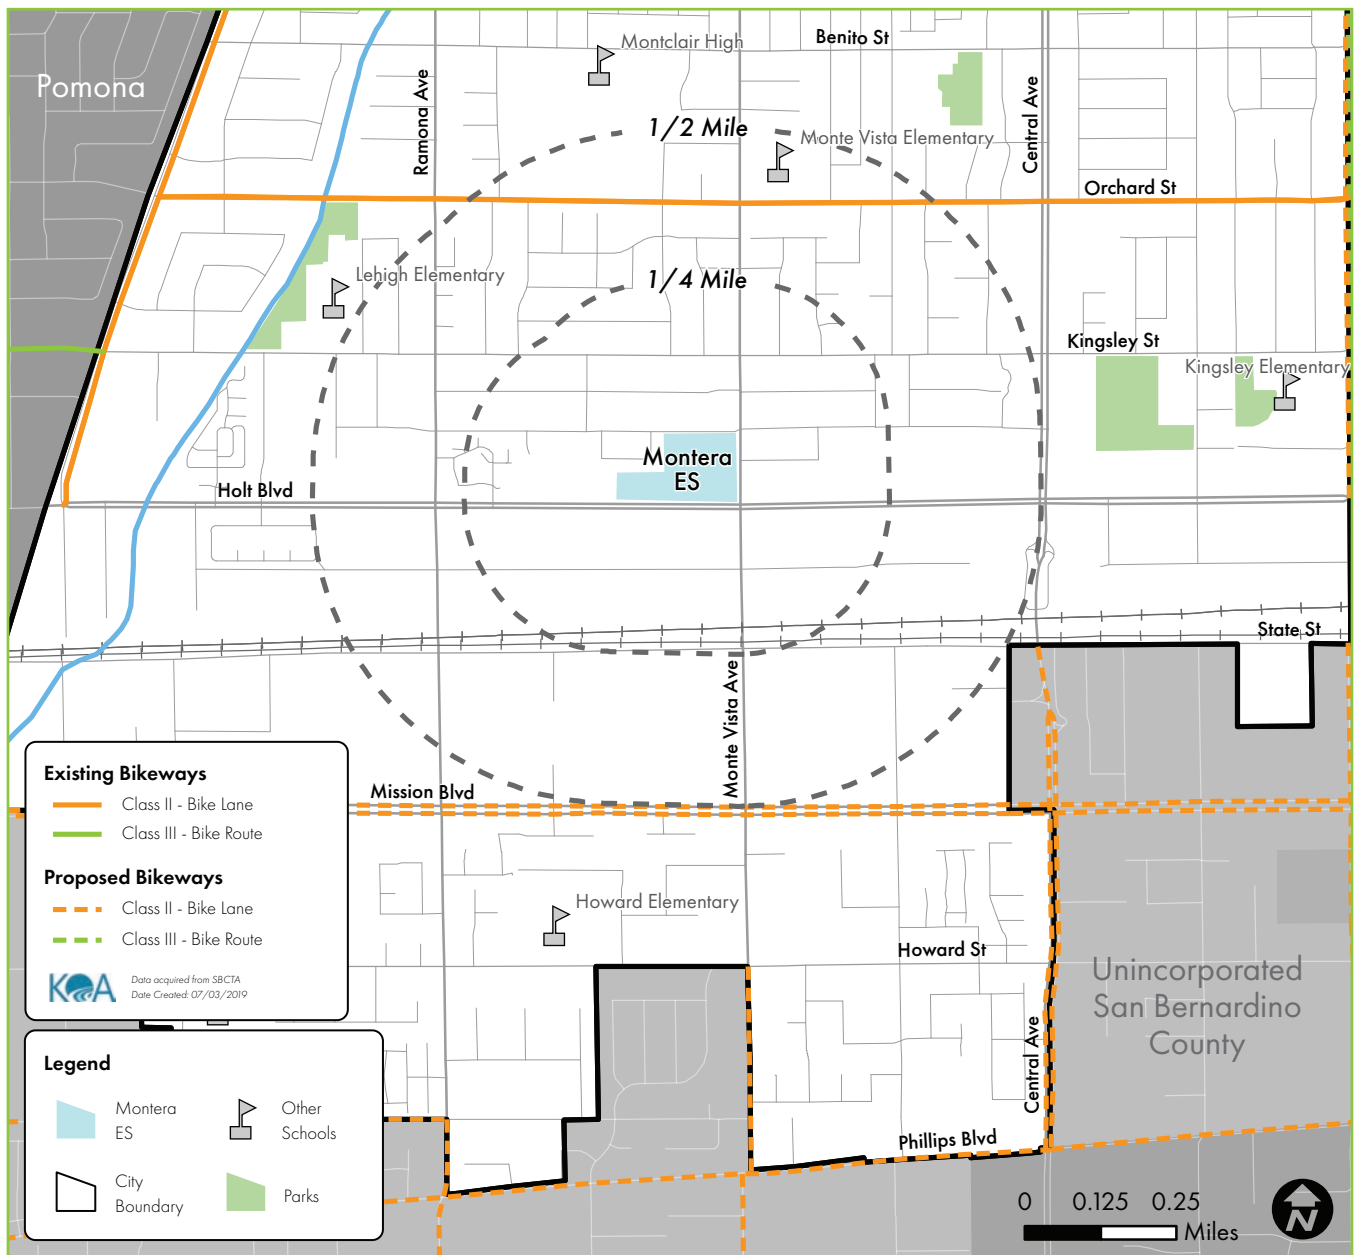 Montclair High
Benito St
Pomona
Ramona Ave
Central Ave
1/2 Mile
Monte Vista Elementary
Orchard St
Lehigh Elementary
1/4 Mile
Kingsley St
Kingsley Elementary
Montera
ES
Holt Blvd
State St
Monte Vista Ave
Mission Blvd
Existing Bikeways
Class II - Bike Lane
Class III - Bike Route
Proposed Bikeways
Class II - Bike Lane
Class III - Bike Route
KOA
Data acquired from SBCTA
Date Created: 07/03/2019
Howard Elementary
Howard St
Unincorporated
San Bernardino
County
Central Ave
Phillips Blvd
Legend
Montera
ES
Other
Schools
City
Boundary
Parks
0 0.125 0.25
Miles
N